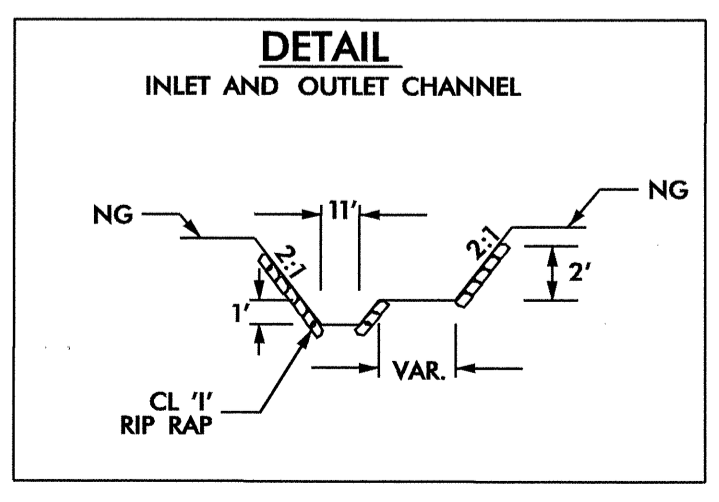 DETAIL
INLET AND OUTLET CHANNEL
NG
11'
NG
2:1
2:1
2'
1'
VAR.
CL 'I'
RIP RAP